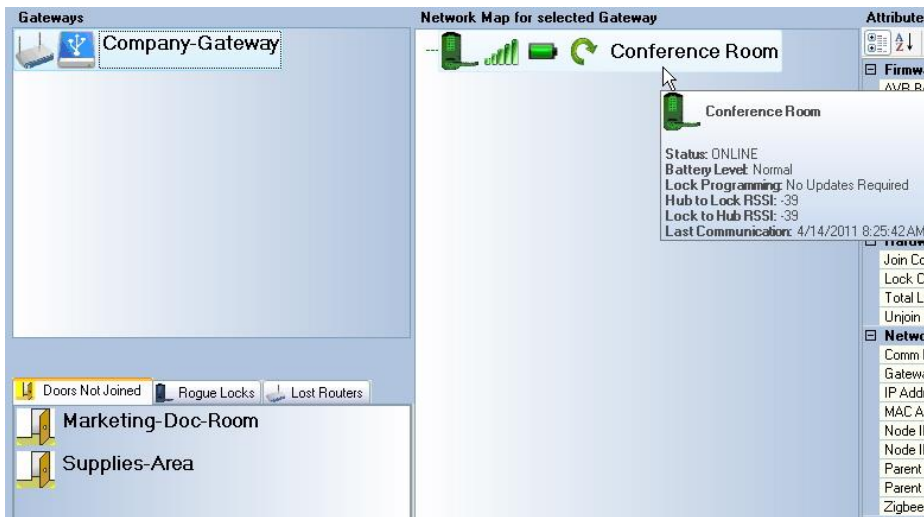 Gateways
Company-Gateway
Doors Not Joined
Rogue Locks
Lost Routers
Marketing-Doc-Room
Supplies-Area
Network Map for selected Gateway
Conference Room
Conference Room
Status: ONLINE
Battery Level: Normal
Lock Programming: No Updates Required
Hub to Lock RSSI: -39
Lock to Hub RSSI: -39
Last Communication: 4/14/2011 8:25:42 AM
Attribute
Firmw
Join Co
Lock C
Total L
Unjoin
Netwo
Comm
Gatewa
IP Addr
MAC A
Node I
Node I
Parent
Parent
Zigbee